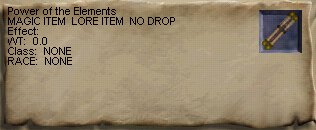 Power of the Elements
MAGIC ITEM  LORE ITEM  NO DROP
Effect:
WT:  0.0
Class:  NONE
RACE:  NONE